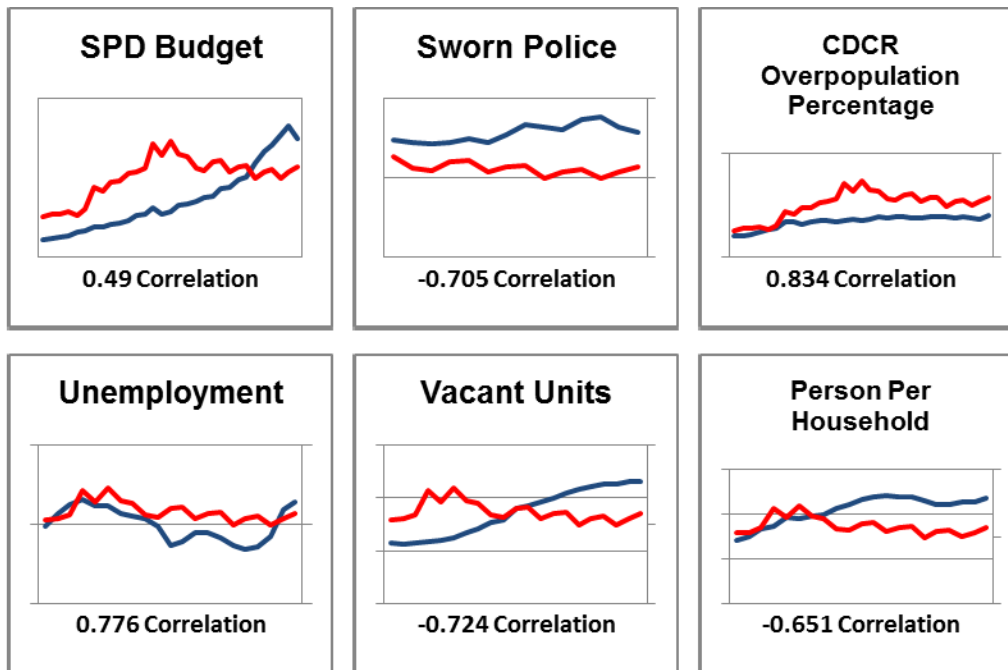 SPD Budget
0.49 Correlation
Sworn Police
-0.705 Correlation
CDCR
Overpopulation
Percentage
0.834 Correlation
Unemployment
0.776 Correlation
Vacant Units
-0.724 Correlation
Person Per
Household
-0.651 Correlation